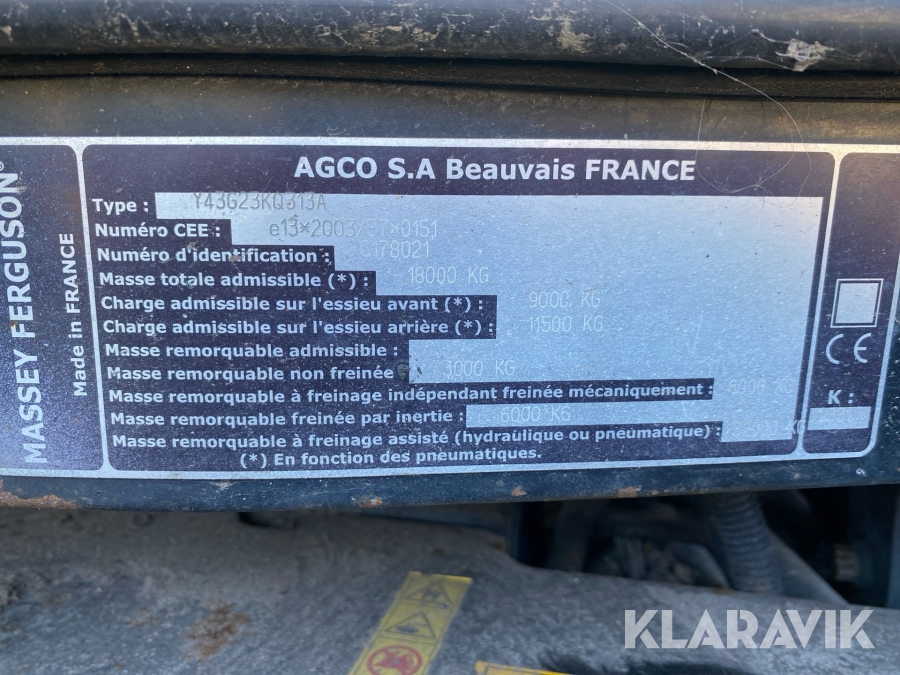 MASSEY FERGUSON®
Made in FRANCE
AGCO S.A Beauvais FRANCE
Type : Y43G23KQ313A
Numéro CEE : e13*2003/37*0151
Numéro d'identification : 178021
Masse totale admissible (*) : 18000 KG
Charge admissible sur l'essieu avant (*) : 9000 KG
Charge admissible sur l'essieu arrière (*) : 11500 KG
Masse remorquable admissible :
Masse remorquable non freinée 3000 KG
Masse remorquable à freinage indépendant freinée mécaniquement :
Masse remorquable freinée par inertie : 6000 KG
Masse remorquable à freinage assisté (hydraulique ou pneumatique) : KG
(*) En fonction des pneumatiques.
CE
K :
KLARAVIK